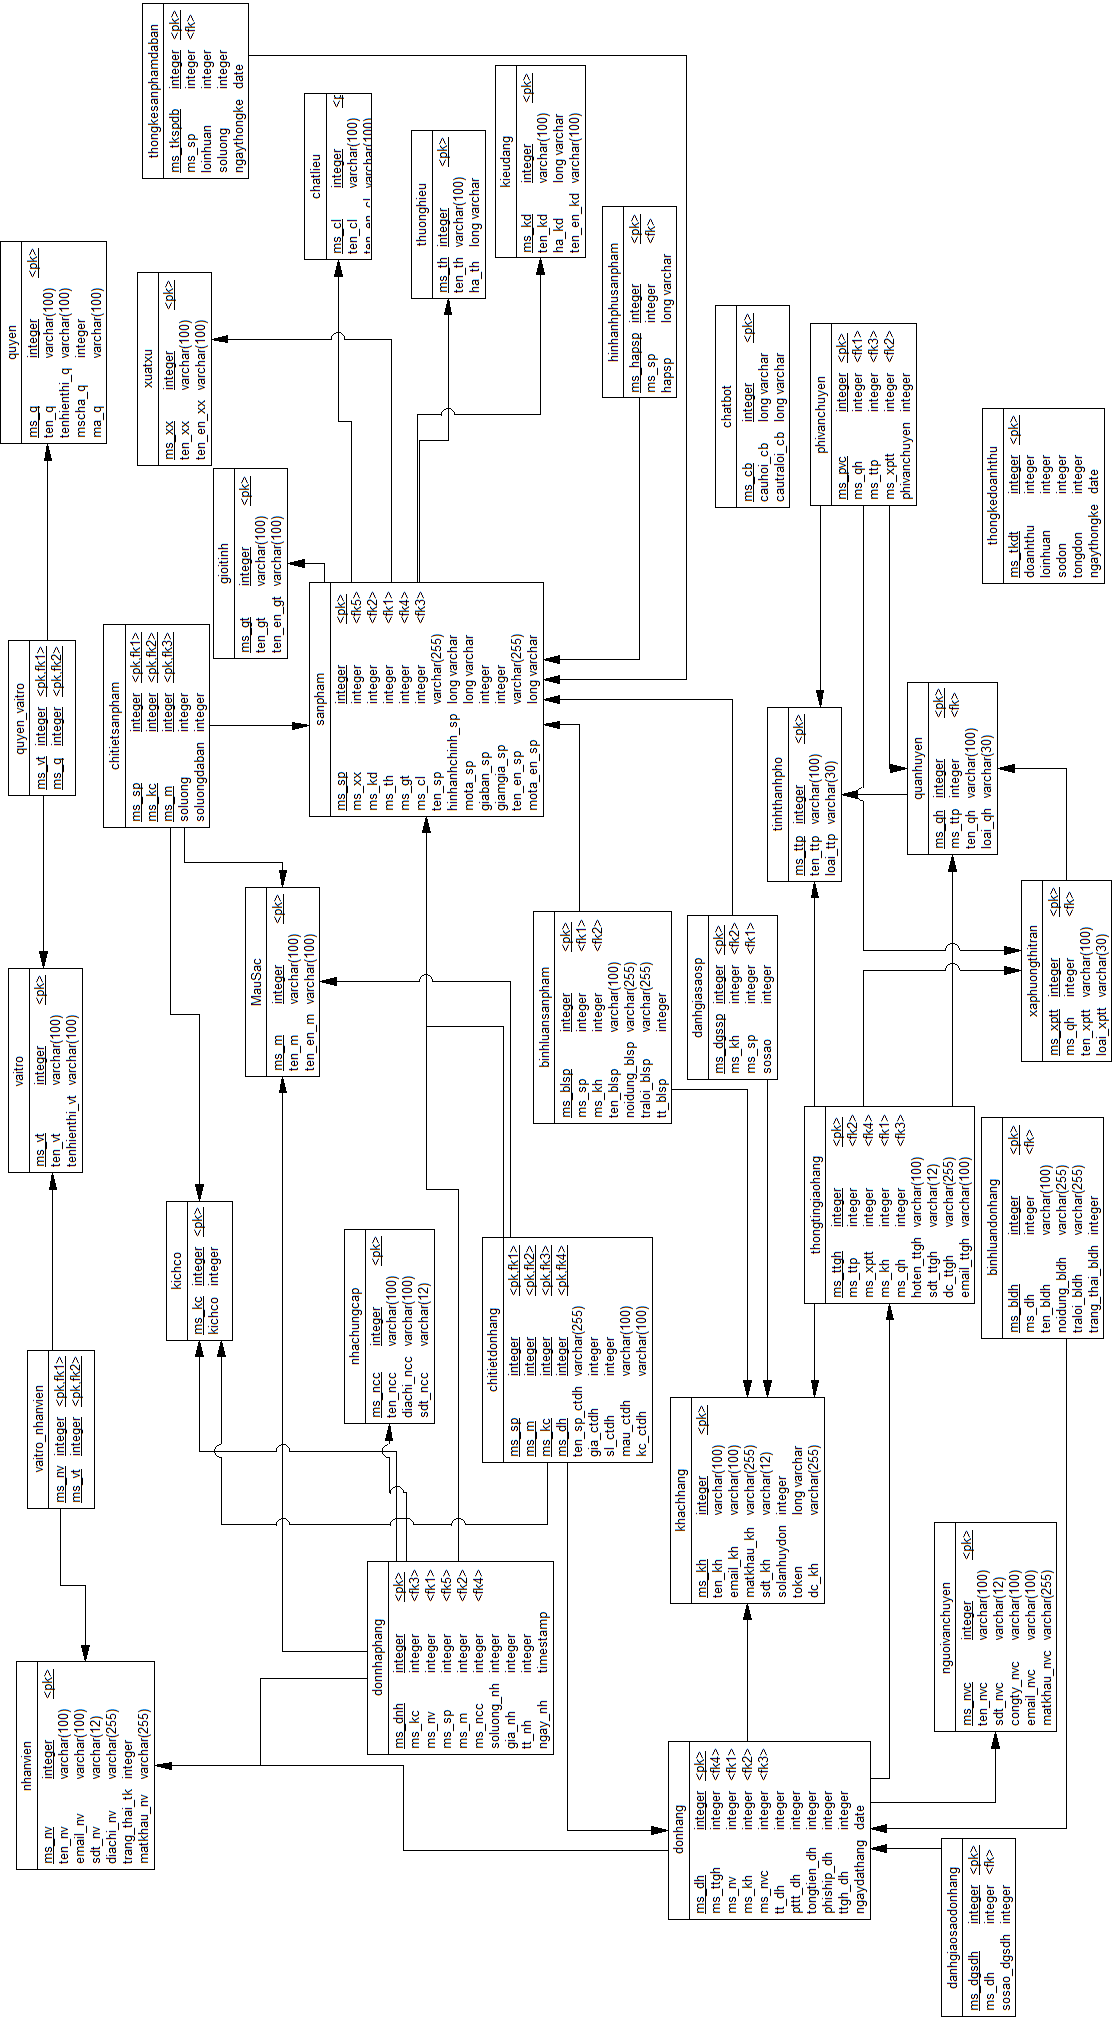 nhanvien
ms_nv integer <pk>
ten_nv varchar(100)
email_nv varchar(100)
sdt_nv varchar(12)
diachi_nv varchar(255)
trang_thai_tk integer
matkhau_nv varchar(255)
vaitro_nhanvien
ms_nv integer <pk.fk1>
ms_vt integer <pk.fk2>
vaitro
ms_vt integer <pk>
ten_vt varchar(100)
tenhienthi_vt varchar(100)
quyen_vaitro
ms_vt integer <pk.fk1>
ms_q integer <pk.fk2>
quyen
ms_q integer <pk>
ten_q varchar(100)
tenhienthi_q varchar(100)
mscha_q integer
ma_q varchar(100)
kichco
ms_kc integer <pk>
kichco integer
chitietsanpham
ms_sp integer <pk.fk1>
ms_kc integer <pk.fk2>
ms_m integer <pk.fk3>
soluong integer
soluongdaban integer
xuatxu
ms_xx integer <pk>
ten_xx varchar(100)
ten_en_xx varchar(100)
thongkesanphamdaban
ms_tkspdb integer <pk>
ms_sp integer <fk>
loinhuan integer
soluong integer
ngaythongke date
MauSac
ms_m integer <pk>
ten_m varchar(100)
ten_en_m varchar(100)
gioitinh
ms_gt integer <pk>
ten_gt varchar(100)
ten_en_gt varchar(100)
chatlieu
ms_cl integer <p
ten_cl varchar(100)
ten_en_cl varchar(100)
donnhaphang
ms_dnh integer <pk>
ms_kc integer <fk3>
ms_nv integer <fk1>
ms_sp integer <fk5>
ms_m integer <fk2>
ms_ncc integer <fk4>
soluong_nh integer
gia_nh integer
tt_nh integer
ngay_nh timestamp
nhachungcap
ms_ncc integer <pk>
ten_ncc varchar(100)
diachi_ncc varchar(100)
sdt_ncc varchar(12)
sanpham
ms_sp integer <pk>
ms_xx integer <fk5>
ms_kd integer <fk2>
ms_th integer <fk1>
ms_gt integer <fk4>
ms_cl integer <fk3>
ten_sp varchar(255)
hinhanhchinh_sp long varchar
mota_sp long varchar
giaban_sp integer
giamgia_sp integer
ten_en_sp varchar(255)
mota_en_sp long varchar
thuonghieu
ms_th integer <pk>
ten_th varchar(100)
ha_th long varchar
kieudang
ms_kd integer <pk>
ten_kd varchar(100)
ha_kd long varchar
ten_en_kd varchar(100)
chitietdonhang
ms_sp integer <pk.fk1>
ms_m integer <pk.fk2>
ms_kc integer <pk.fk3>
ms_dh integer <pk.fk4>
ten_sp_ctdh varchar(255)
gia_ctdh integer
sl_ctdh integer
mau_ctdh varchar(100)
kc_ctdh varchar(100)
binhluansanpham
ms_blsp integer <pk>
ms_sp integer <fk1>
ms_kh integer <fk2>
ten_blsp varchar(100)
noidung_blsp varchar(255)
traloi_blsp varchar(255)
tt_blsp integer
hinhanhphusanpham
ms_hapsp integer <pk>
ms_sp integer <fk>
hapsp long varchar
donhang
ms_dh integer <pk>
ms_ttgh integer <fk4>
ms_nv integer <fk1>
ms_kh integer <fk2>
ms_nvc integer <fk3>
tt_dh integer
pttt_dh integer
tongtien_dh integer
phiship_dh integer
ttgh_dh integer
ngaydathang date
khachhang
ms_kh integer <pk>
ten_kh varchar(100)
email_kh varchar(100)
matkhau_kh varchar(255)
sdt_kh varchar(12)
solanhuydon integer
token long varchar
dc_kh varchar(255)
danhgiasaosp
ms_dgssp integer <pk>
ms_kh integer <fk2>
ms_sp integer <fk1>
sosao integer
chatbot
ms_cb integer <pk>
cauhoi_cb long varchar
cautraloi_cb long varchar
thongtingiaohang
ms_ttgh integer <pk>
ms_ttp integer <fk2>
ms_xptt integer <fk4>
ms_kh integer <fk1>
ms_qh integer <fk3>
hoten_ttgh varchar(100)
sdt_ttgh varchar(12)
dc_ttgh varchar(255)
email_ttgh varchar(100)
tinhthanhpho
ms_ttp integer <pk>
ten_ttp varchar(100)
loai_ttp varchar(30)
phivanchuyen
ms_pvc integer <pk>
ms_qh integer <fk1>
ms_ttp integer <fk3>
ms_xptt integer <fk2>
phivanchuyen integer
quanhuyen
ms_qh integer <pk>
ms_ttp integer <fk>
ten_qh varchar(100)
loai_qh varchar(30)
danhgiaosaodonhang
ms_dgsdh integer <pk>
ms_dh integer <fk>
sosao_dgsdh integer
nguoivanchuyen
ms_nvc integer <pk>
ten_nvc varchar(100)
sdt_nvc varchar(12)
congty_nvc varchar(100)
email_nvc varchar(100)
matkhau_nvc varchar(255)
binhluandonhang
ms_bldh integer <pk>
ms_dh integer <fk>
ten_bldh varchar(100)
noidung_bldh varchar(255)
traloi_bldh varchar(255)
trang_thai_bldh integer
xaphuongthitran
ms_xptt integer <pk>
ms_qh integer <fk>
ten_xptt varchar(100)
loai_xptt varchar(30)
thongkedoanhthu
ms_tkdt integer <pk>
doanhthu integer
loinhuan integer
sodon integer
tongdon integer
ngaythongke date